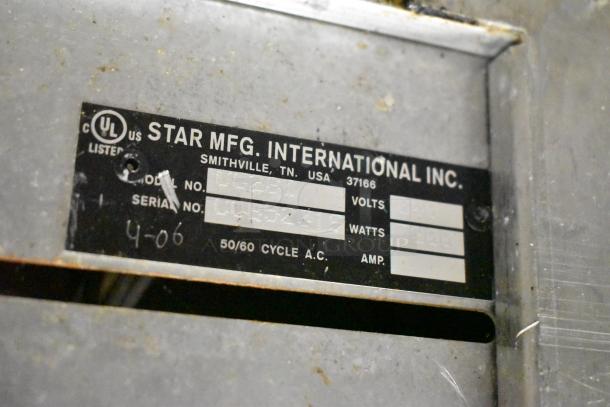 C UL US
LISTED
STAR MFG. INTERNATIONAL INC.
SMITHVILLE, TN. USA 37166
MODEL NO.
VOLTS
SERIAL NO.
WATTS
4-06
50/60 CYCLE A.C.
AMP.